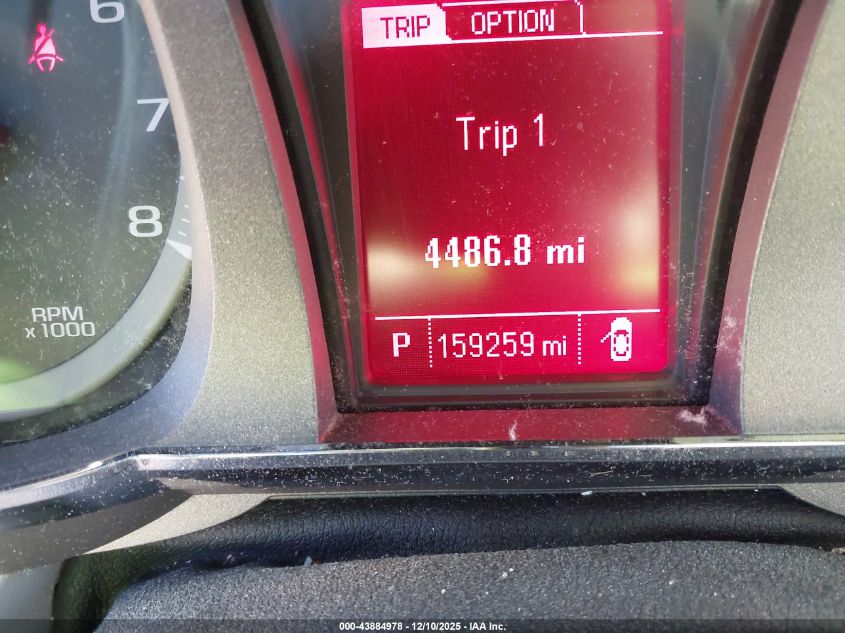 6
7
8
RPM
x 1000
TRIP OPTION
Trip 1
4486.8 mi
P 159259 mi
000-43884978 - 12/10/2025 - IAA Inc.